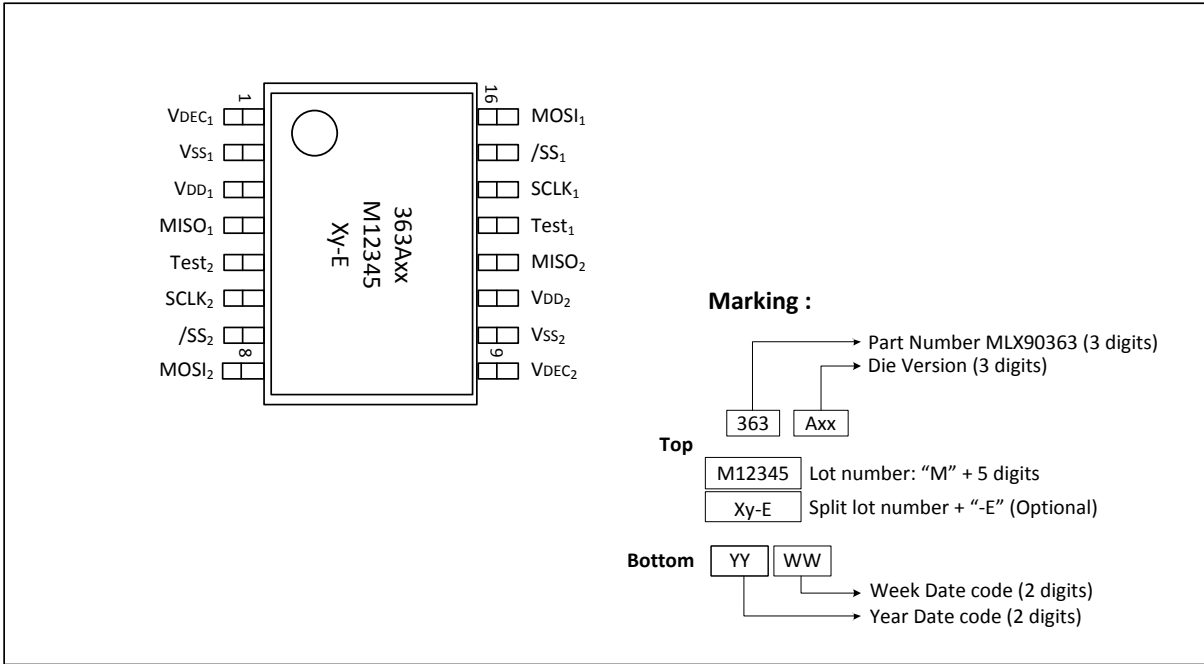 1
16
VDEC1
VSS1
VDD1
MISO1
Test2
SCLK2
/SS2
MOSI2
8
363Axx
M12345
Xy-E
MOSI1
/SS1
SCLK1
Test1
MISO2
VDD2
VSS2
VDEC2
9
Marking :
Part Number MLX90363 (3 digits)
Die Version (3 digits)
363 Axx
Top
M12345 Lot number: “M” + 5 digits
Xy-E Split lot number + “-E” (Optional)
Bottom YY WW
Week Date code (2 digits)
Year Date code (2 digits)